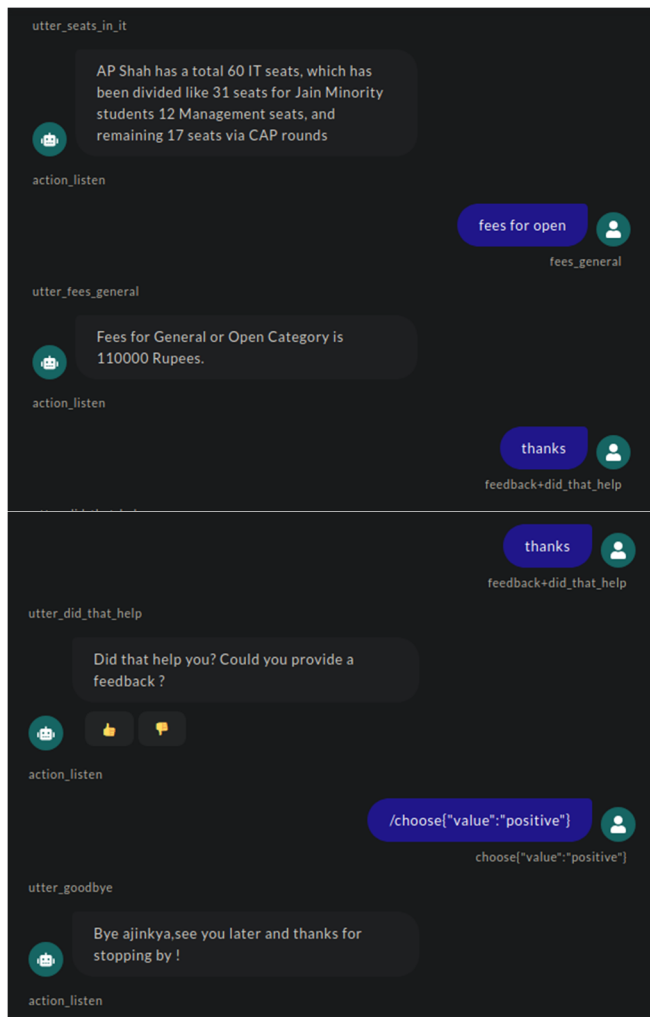 utter_seats_in_it
AP Shah has a total 60 IT seats, which has
been divided like 31 seats for Jain Minority
students 12 Management seats, and
remaining 17 seats via CAP rounds
action_listen
fees for open
fees_general
utter_fees_general
Fees for General or Open Category is
110000 Rupees.
action_listen
thanks
feedback+did_that_help
thanks
feedback+did_that_help
utter_did_that_help
Did that help you? Could you provide a
feedback ?
action_listen
/choose{"value":"positive"}
choose{"value":"positive"}
utter_goodbye
Bye ajinkya,see you later and thanks for
stopping by !
action_listen